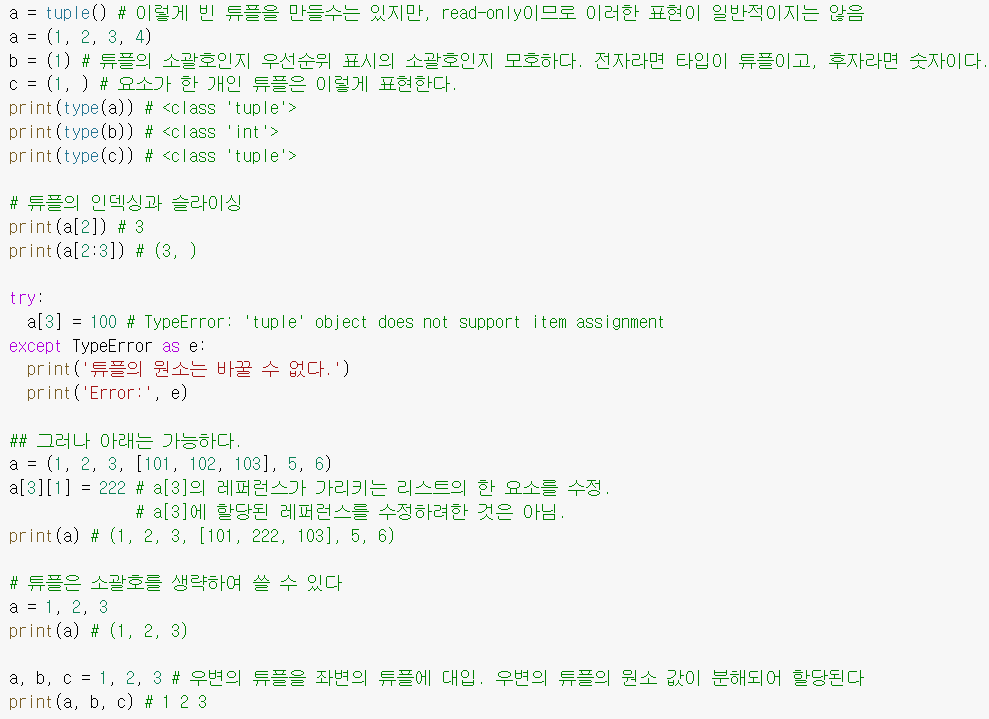 a = tuple() # 이렇게 빈 튜플을 만들수는 있지만, read-only이므로 이러한 표현이 일반적이지는 않음
a = (1, 2, 3, 4)
b = (1) # 튜플의 소괄호인지 우선순위 표시의 소괄호인지 모호하다. 전자라면 타입이 튜플이고, 후자라면 숫자이다.
c = (1, ) # 요소가 한 개인 튜플은 이렇게 표현한다.
print(type(a)) # <class 'tuple'>
print(type(b)) # <class 'int'>
print(type(c)) # <class 'tuple'>
# 튜플의 인덱싱과 슬라이싱
print(a[2]) # 3
print(a[2:3]) # (3, )
try:
  a[3] = 100 # TypeError: 'tuple' object does not support item assignment
except TypeError as e:
  print('튜플의 원소는 바꿀 수 없다.')
  print('Error:', e)
## 그러나 아래는 가능하다.
a = (1, 2, 3, [101, 102, 103], 5, 6)
a[3][1] = 222 # a[3]의 레퍼런스가 가리키는 리스트의 한 요소를 수정.
              # a[3]에 할당된 레퍼런스를 수정하려한 것은 아님.
print(a) # (1, 2, 3, [101, 222, 103], 5, 6)
# 튜플은 소괄호를 생략하여 쓸 수 있다
a = 1, 2, 3
print(a) # (1, 2, 3)
a, b, c = 1, 2, 3 # 우변의 튜플을 좌변의 튜플에 대입. 우변의 튜플의 원소 값이 분해되어 할당된다
print(a, b, c) # 1 2 3